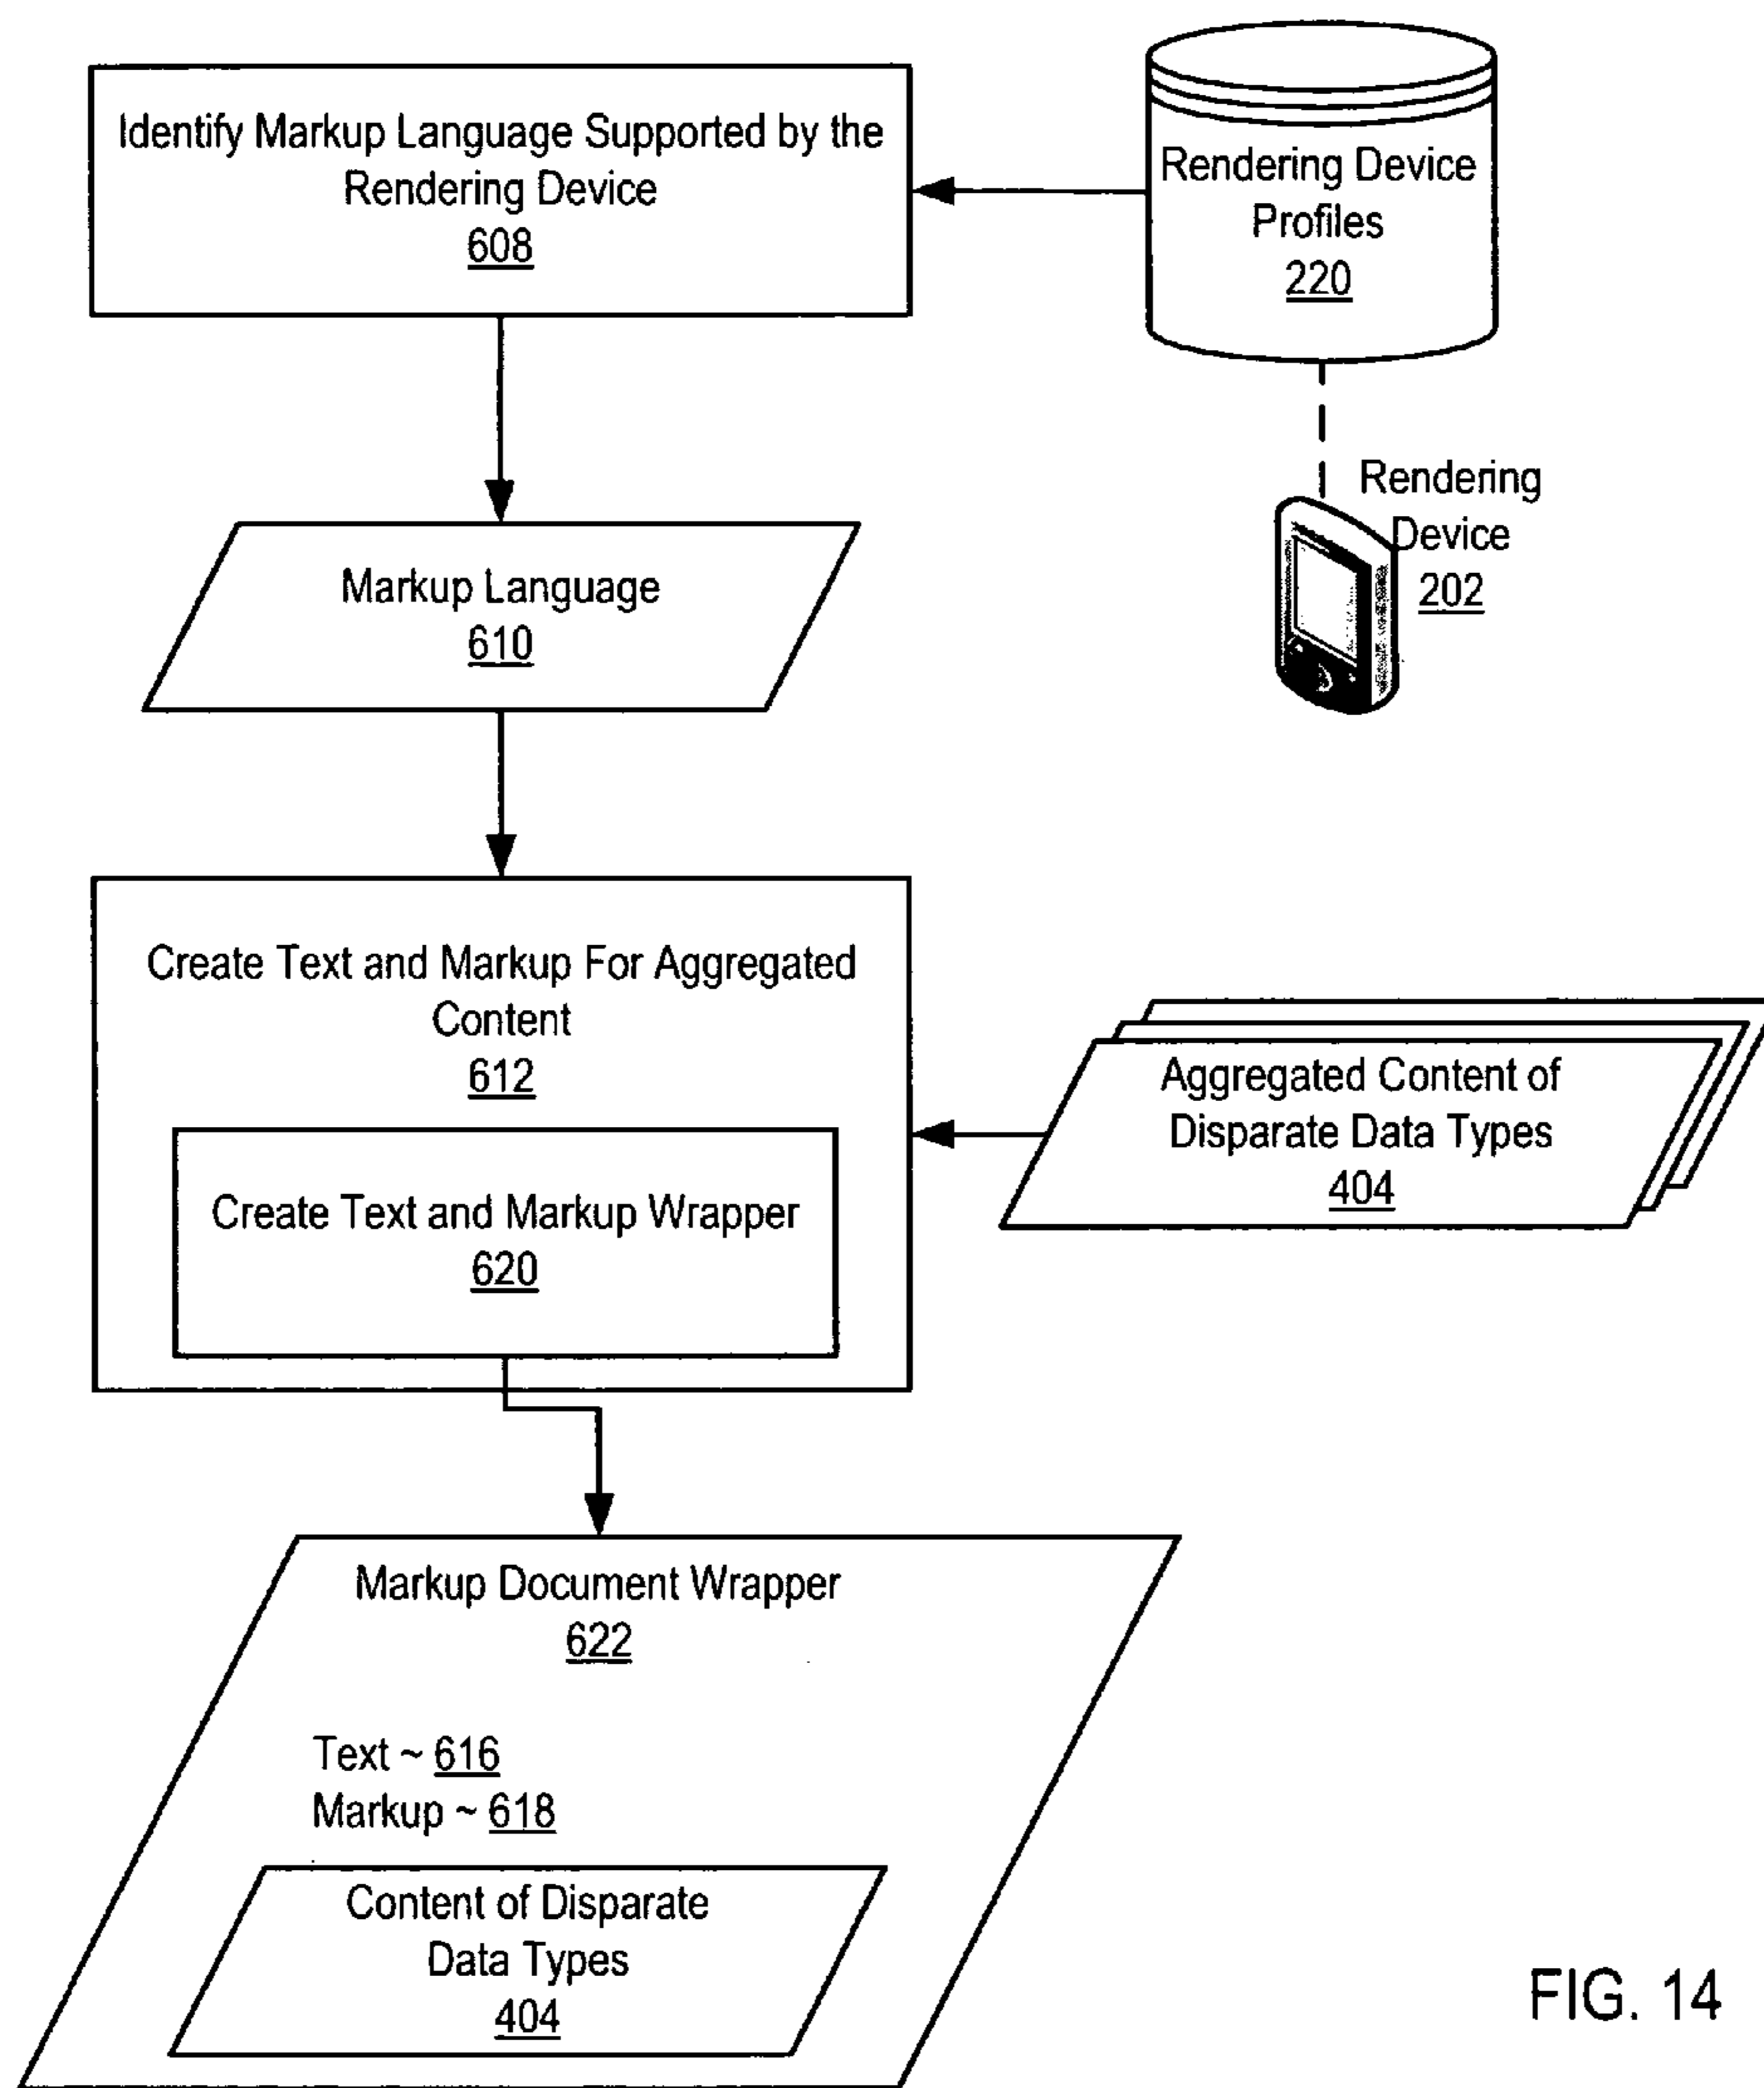 Identify Markup Language Supported by the
Rendering Device
608
Rendering Device
Profiles
220
Rendering
Device
202
Markup Language
610
Create Text and Markup For Aggregated
Content
612
Aggregated Content of
Disparate Data Types
404
Create Text and Markup Wrapper
620
Markup Document Wrapper
622
Text ~ 616
Markup ~ 618
Content of Disparate
Data Types
404
FIG. 14